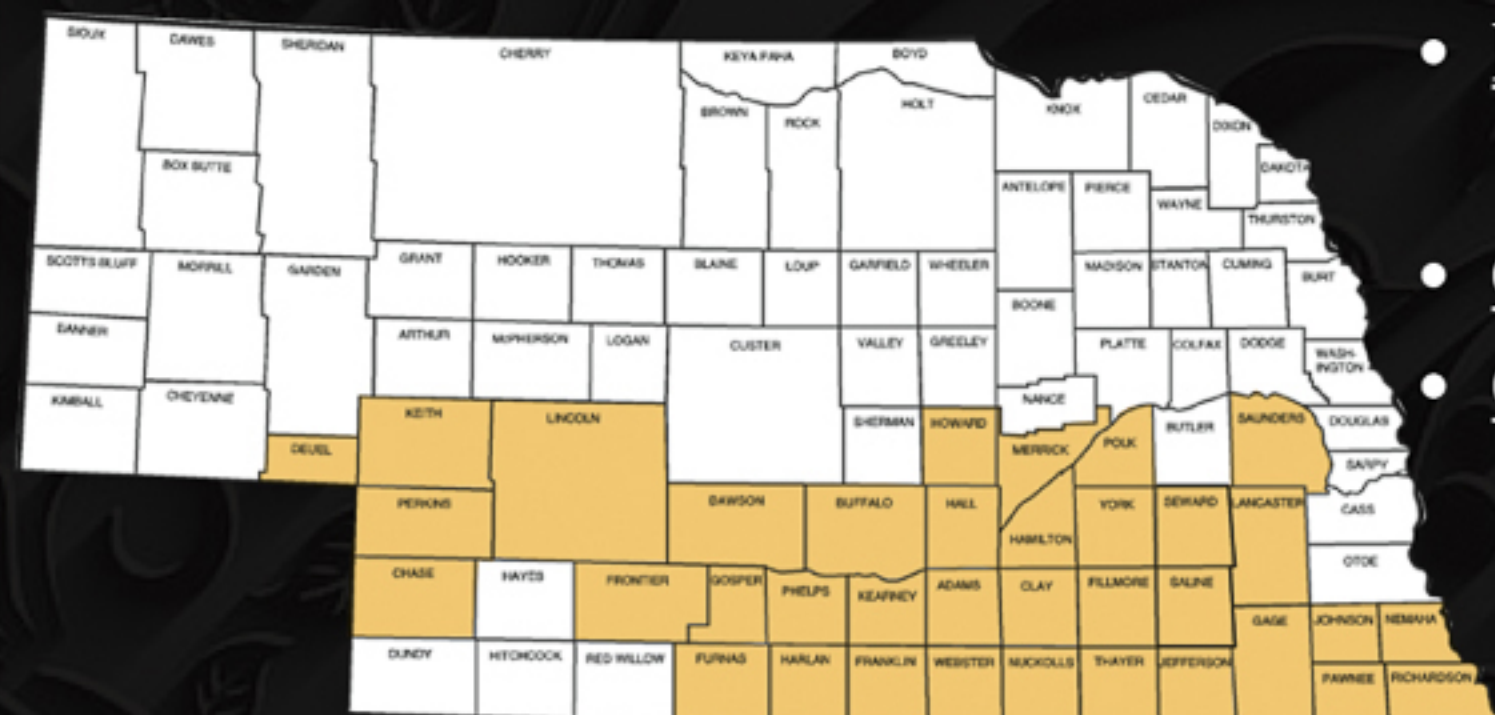 SIOUX
DAWES
SHERIDAN
CHERRY
KEYA PAHA
BOYD
BROWN
ROCK
HOLT
KNOX
CEDAR
DIXON
DAKOTA
BOX BUTTE
ANTELOPE
PIERCE
WAYNE
THURSTON
SCOTTS BLUFF
MORRILL
GARDEN
GRANT
HOOKER
THOMAS
BLAINE
LOUP
GARFIELD
WHEELER
MADISON
STANTON
CUMING
BURT
BOONE
BANNER
ARTHUR
McPHERSON
LOGAN
CUSTER
VALLEY
GREELEY
PLATTE
COLFAX
DODGE
WASH-
INGTON
KIMBALL
CHEYENNE
NANCE
KEITH
LINCOLN
SHERMAN
HOWARD
MERRICK
POLK
BUTLER
SAUNDERS
DOUGLAS
DEUEL
SARPY
PERKINS
DAWSON
BUFFALO
HALL
HAMILTON
YORK
SEWARD
LANCASTER
CASS
OTOE
CHASE
HAYES
FRONTIER
GOSPER
PHELPS
KEARNEY
ADAMS
CLAY
FILLMORE
SALINE
GAGE
JOHNSON
NEMAHA
DUNDY
HITCHCOCK
RED WILLOW
FURNAS
HARLAN
FRANKLIN
WEBSTER
NUCKOLLS
THAYER
JEFFERSON
PAWNEE
RICHARDSON